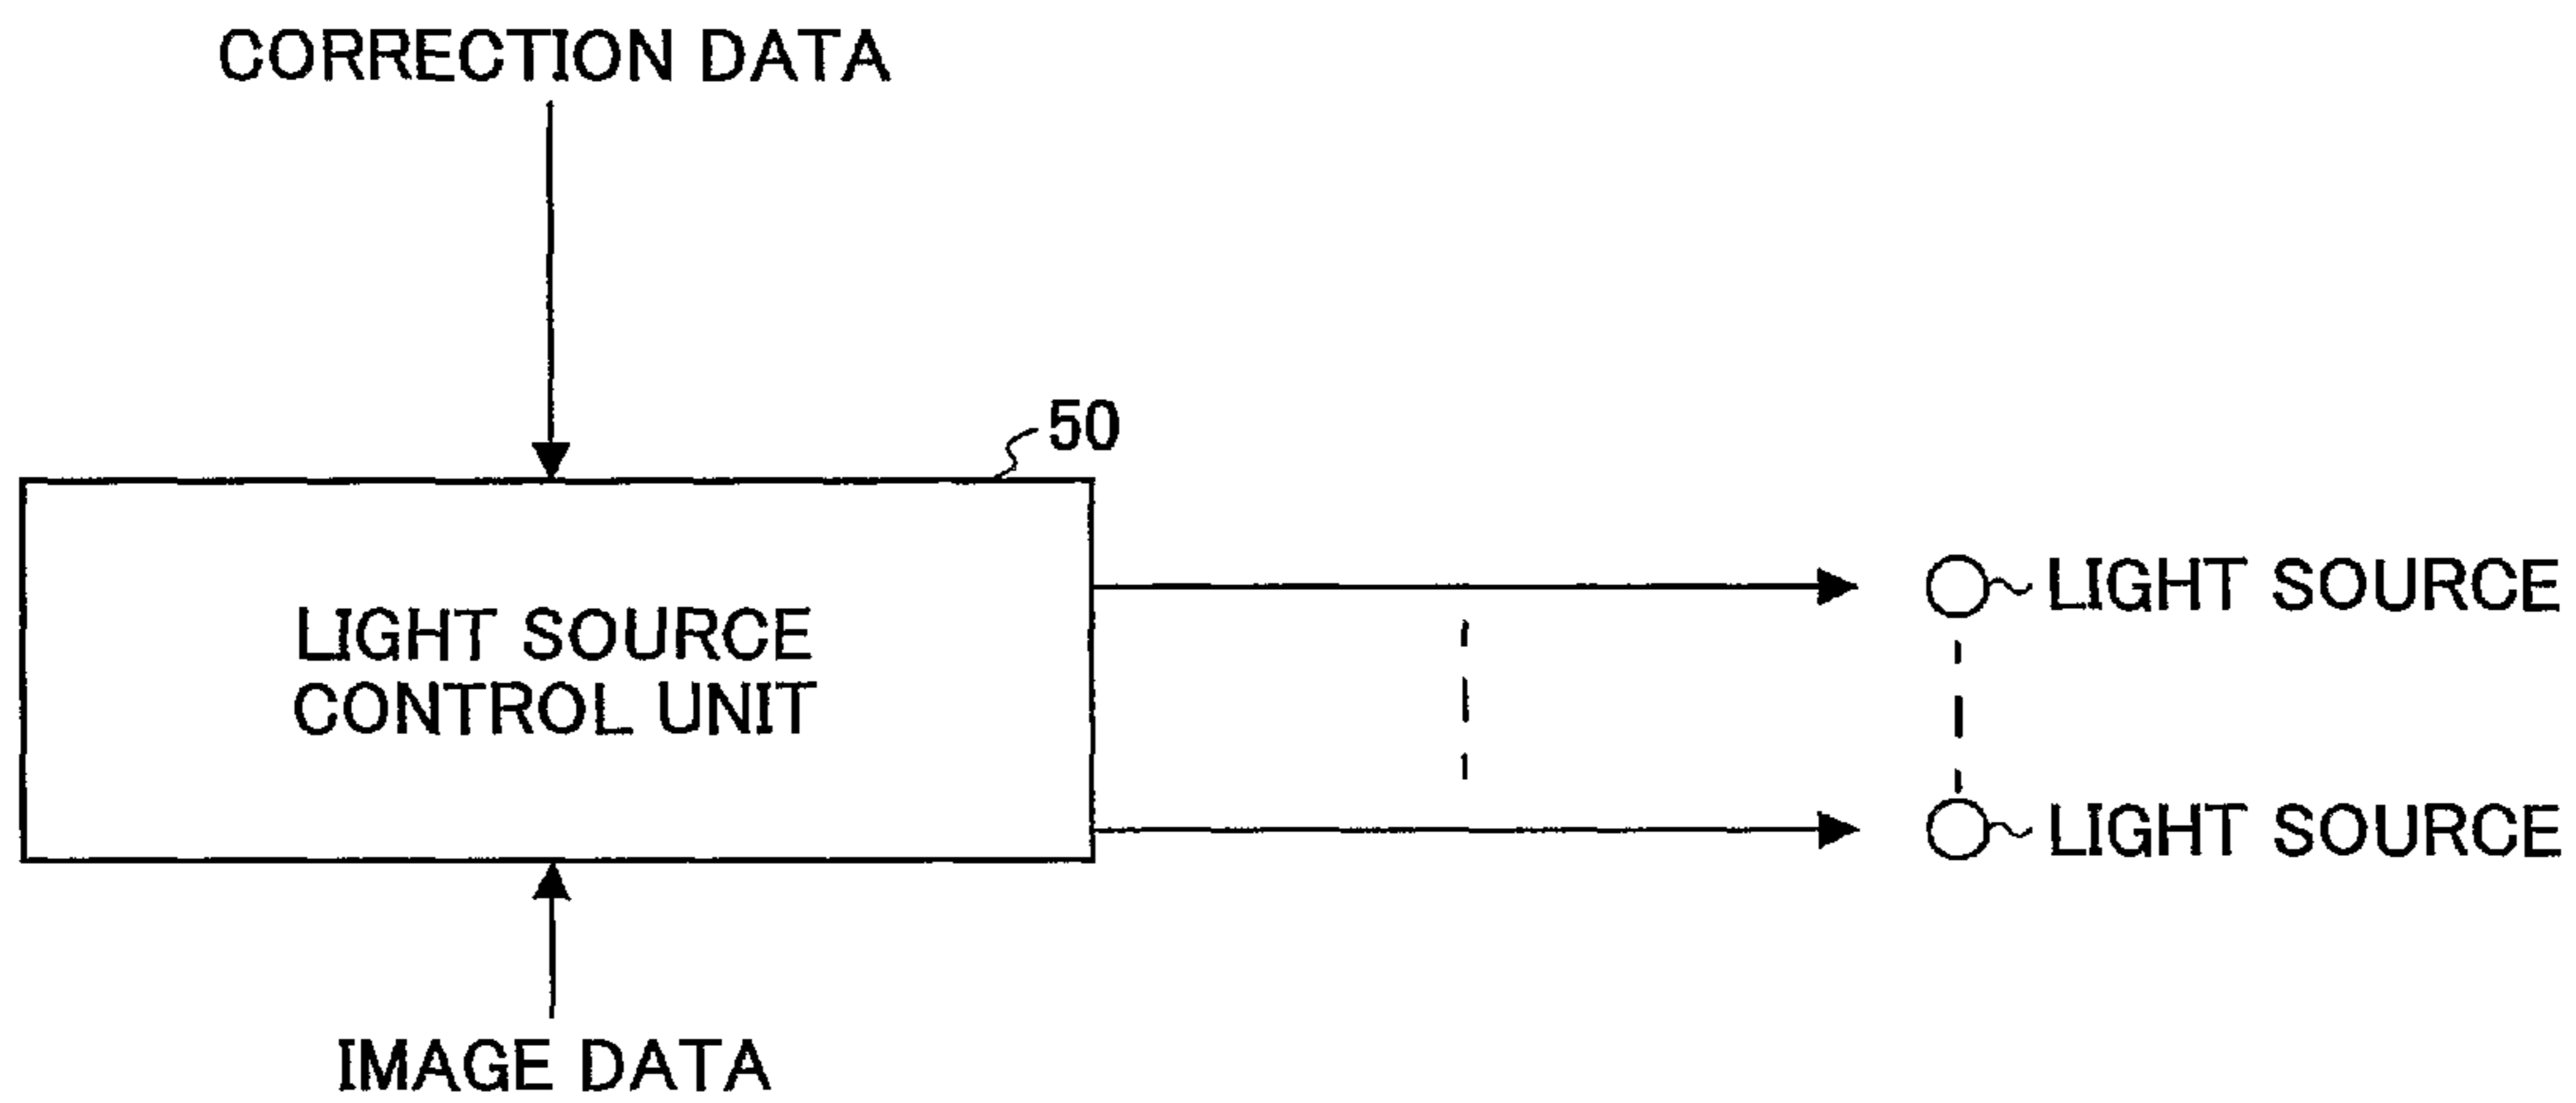 CORRECTION DATA
50
LIGHT SOURCE
CONTROL UNIT
LIGHT SOURCE
LIGHT SOURCE
IMAGE DATA